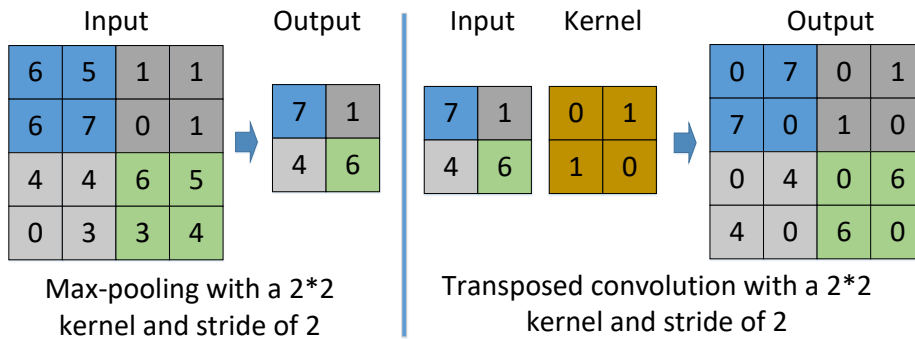 Input Output Input Kernel Output
6 5 1 1
6 7 0 1
4 4 6 5
0 3 3 4
7 1
4 6
7 1
4 6
0 1
1 0
0 7 0 1
7 0 1 0
0 4 0 6
4 0 6 0
Max-pooling with a 2*2
kernel and stride of 2
Transposed convolution with a 2*2
kernel and stride of 2